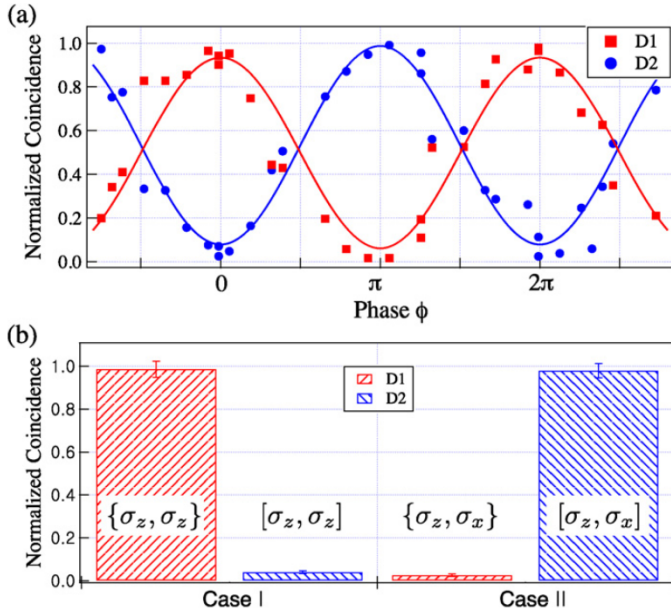 (a)
Normalized Coincidence
1.0
0.8
0.6
0.4
0.2
0.0
D1
D2
0 π 2π
Phase ϕ
(b)
Normalized Coincidence
1.0
0.8
0.6
0.4
0.2
0.0
D1
D2
{σz, σz} [σz, σz] {σz, σx} [σz, σx]
Case I Case II